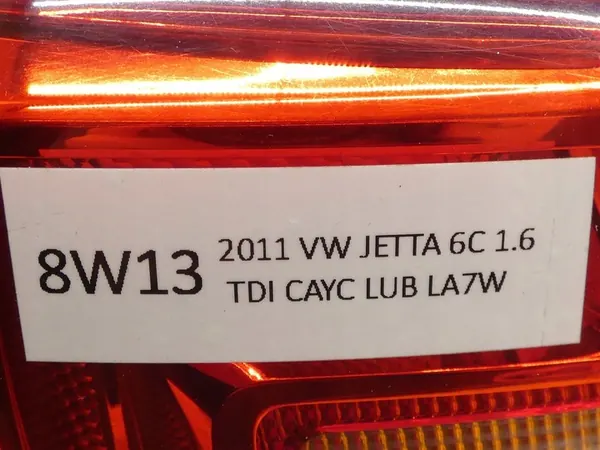 8W13
2011 VW JETTA 6C 1.6
TDI CAYC LUB LA7W